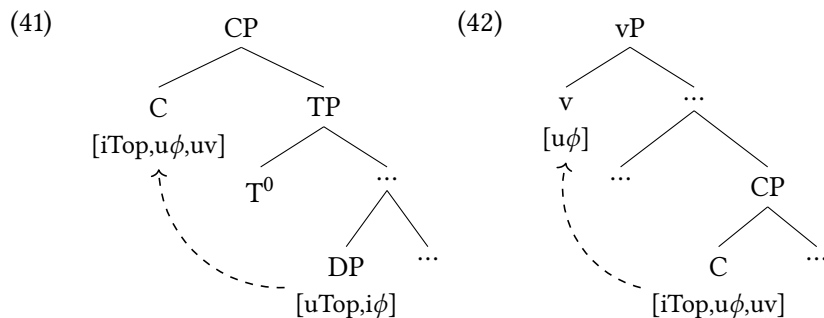 (41) CP (42) vP
C TP v ...
[iTop,uϕ,uv] [uϕ]
T⁰ ... ... CP
DP ... C ...
[uTop,iϕ] [iTop,uϕ,uv]